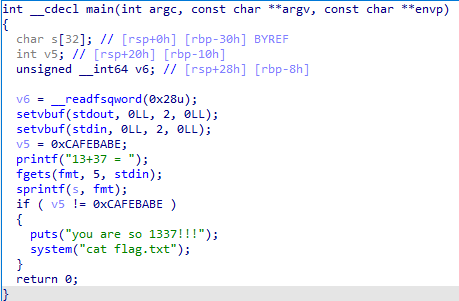 int __cdecl main(int argc, const char **argv, const char **envp)
{
char s[32]; // [rsp+0h] [rbp-30h] BYREF
int v5; // [rsp+20h] [rbp-10h]
unsigned __int64 v6; // [rsp+28h] [rbp-8h]
v6 = __readfsqword(0x28u);
setvbuf(stdout, 0LL, 2, 0LL);
setvbuf(stdin, 0LL, 2, 0LL);
v5 = 0xCAFEBABE;
printf("13+37 = ");
fgets(fmt, 5, stdin);
sprintf(s, fmt);
if ( v5 != 0xCAFEBABE )
{
puts("you are so 1337!!!");
system("cat flag.txt");
}
return 0;
}